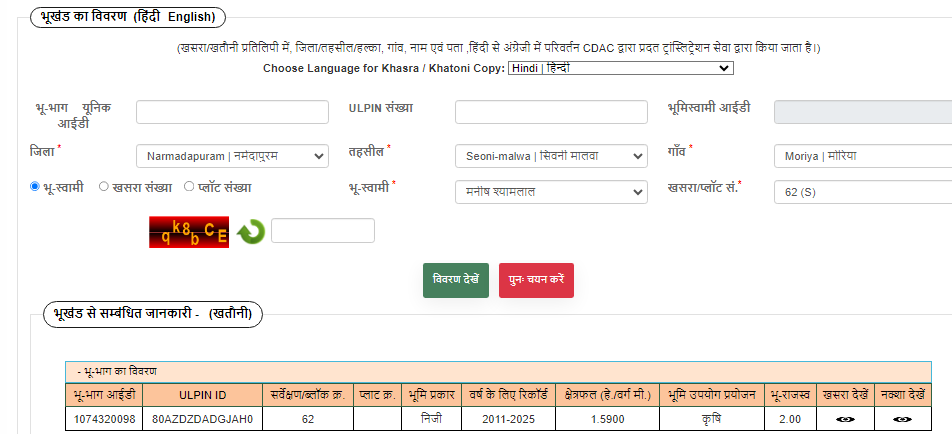 भूखंड का विवरण (हिंदी English)
(खसरा/खतौनी प्रतिलिपी में, जिला/तहसील/हल्का, गांव, नाम एवं पता ,हिंदी से अंग्रेजी में परिवर्तन CDAC द्वारा प्रदत ट्रांस्लिट्रेशन सेवा द्वारा किया जाता है।)
Choose Language for Kasra / Khatoni Copy: Hindi | हिन्दी
भू-भाग यूनिक आईडी ULPIN संख्या भूमिस्वामी आईडी
जिला * Narmadapuram | नर्मदापुरम तहसील * Seoni-malwa | सिवनी मालवा गाँव * Moriya | मोरिया
भू-स्वामी खसरा संख्या प्लॉट संख्या भू-स्वामी * मनीष श्यामलाल खसरा/प्लॉट सं.* 62 (S)
qk8bCE
विवरण देखें पुनः चयन करें
भूखंड से सम्बंधित जानकारी - (खतौनी)
- भू-भाग का विवरण
भू-भाग आईडी ULPIN ID सर्वेक्षण/ब्लॉक क्र. प्लाट क्र. भूमि प्रकार वर्ष के लिए रिकॉर्ड क्षेत्रफल (हे./वर्ग मी.) भूमि उपयोग प्रयोजन भू-राजस्व खसरा देखें नक्शा देखें
1074320098 80AZDZDADGJAH0 62 निजी 2011-2025 1.5900 कृषि 2.00